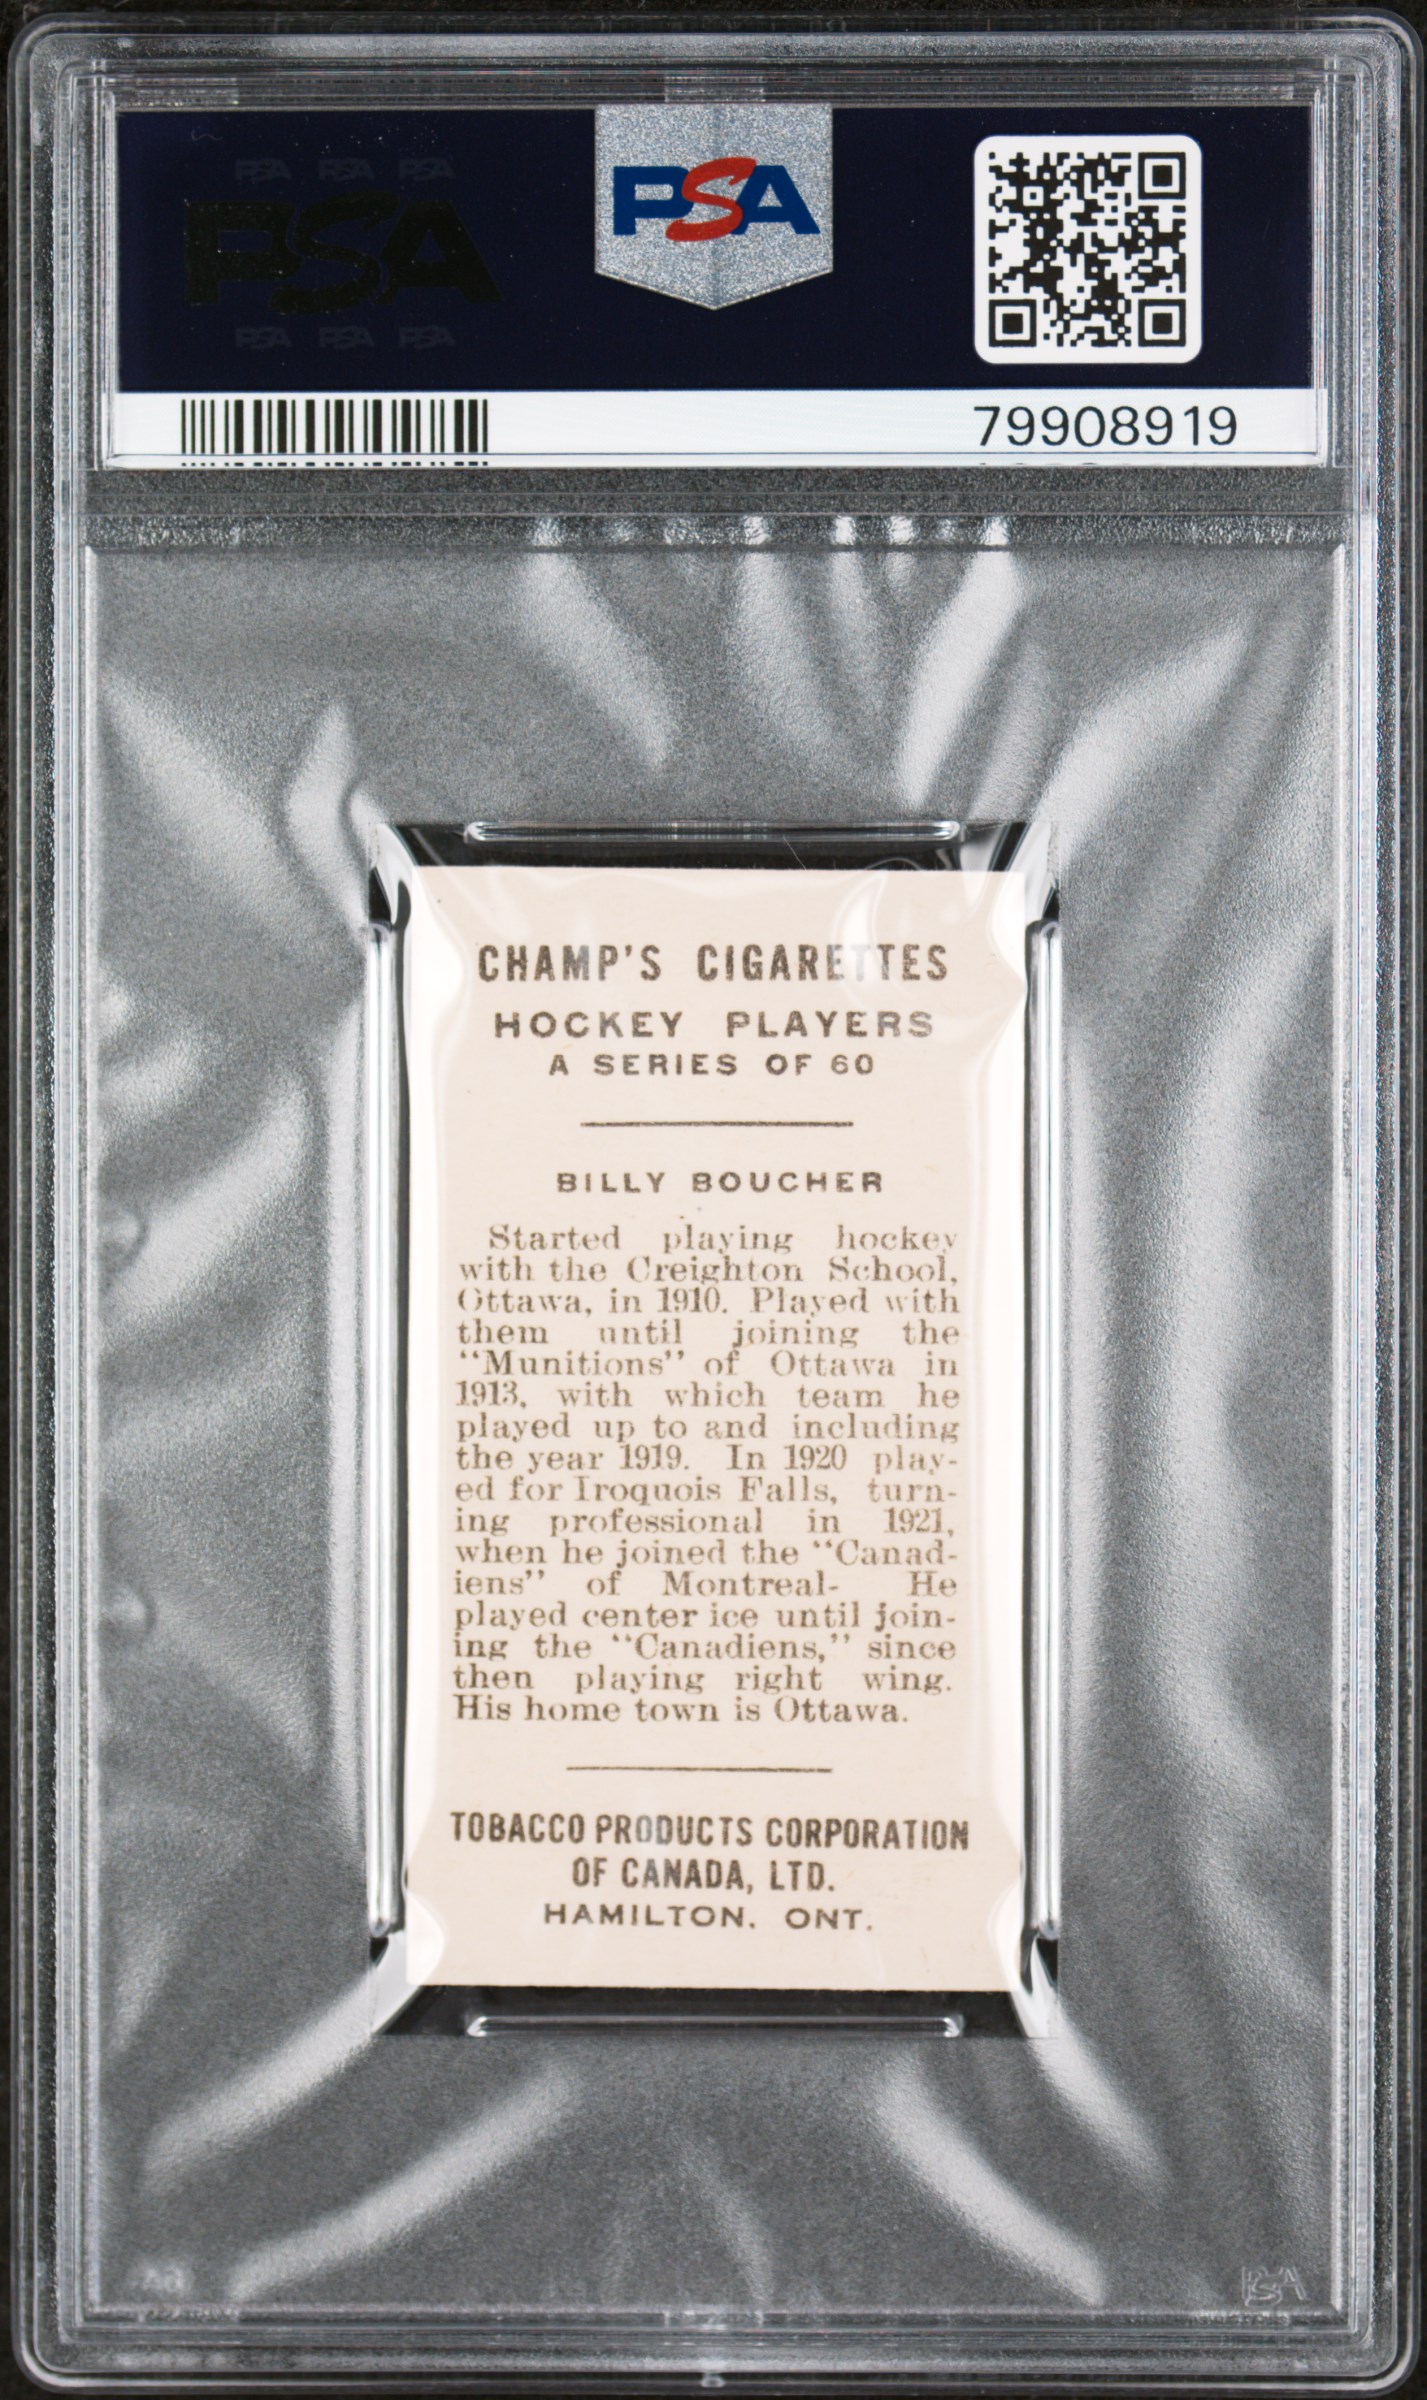 PSA PSA PSA
PSA
PSA PSA PSA
PSA
79908919
CHAMP'S CIGARETTES
HOCKEY PLAYERS
A SERIES OF 60
BILLY BOUCHER
Started playing hockey
with the Creighton School,
Ottawa, in 1910. Played with
them until joining the
"Munitions" of Ottawa in
1913, with which team he
played up to and including
the year 1919. In 1920 play-
ed for Iroquois Falls, turn-
ing professional in 1921,
when he joined the "Canad-
iens" of Montreal- He
played center ice until join-
ing the "Canadiens," since
then playing right wing.
His home town is Ottawa.
TOBACCO PRODUCTS CORPORATION
OF CANADA, LTD.
HAMILTON, ONT.
PSA